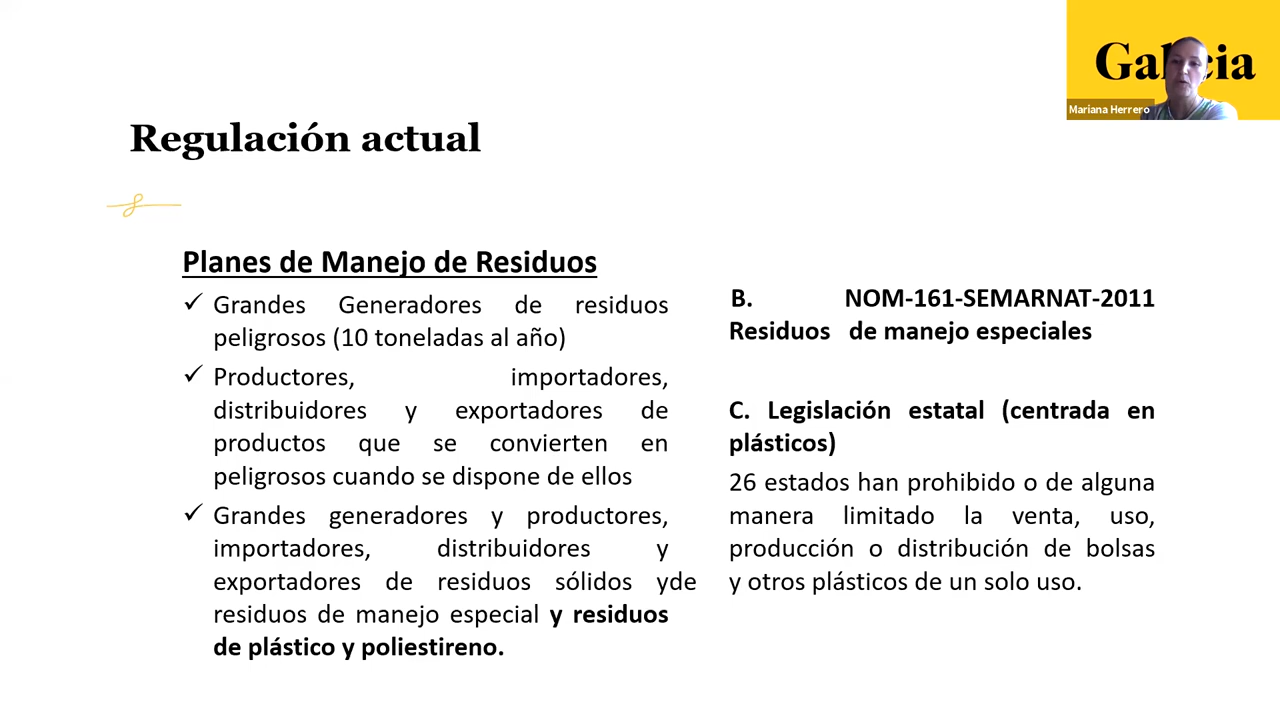 Galicia
Mariana Herrero
Regulación actual
Planes de Manejo de Residuos
✓ Grandes Generadores de residuos
peligrosos (10 toneladas al año)
✓ Productores, importadores,
distribuidores y exportadores de
productos que se convierten en
peligrosos cuando se dispone de ellos
✓ Grandes generadores y productores,
importadores, distribuidores y
exportadores de residuos sólidos yde
residuos de manejo especial y residuos
de plástico y poliestireno.
B. NOM-161-SEMARNAT-2011
Residuos de manejo especiales
C. Legislación estatal (centrada en
plásticos)
26 estados han prohibido o de alguna
manera limitado la venta, uso,
producción o distribución de bolsas
y otros plásticos de un solo uso.